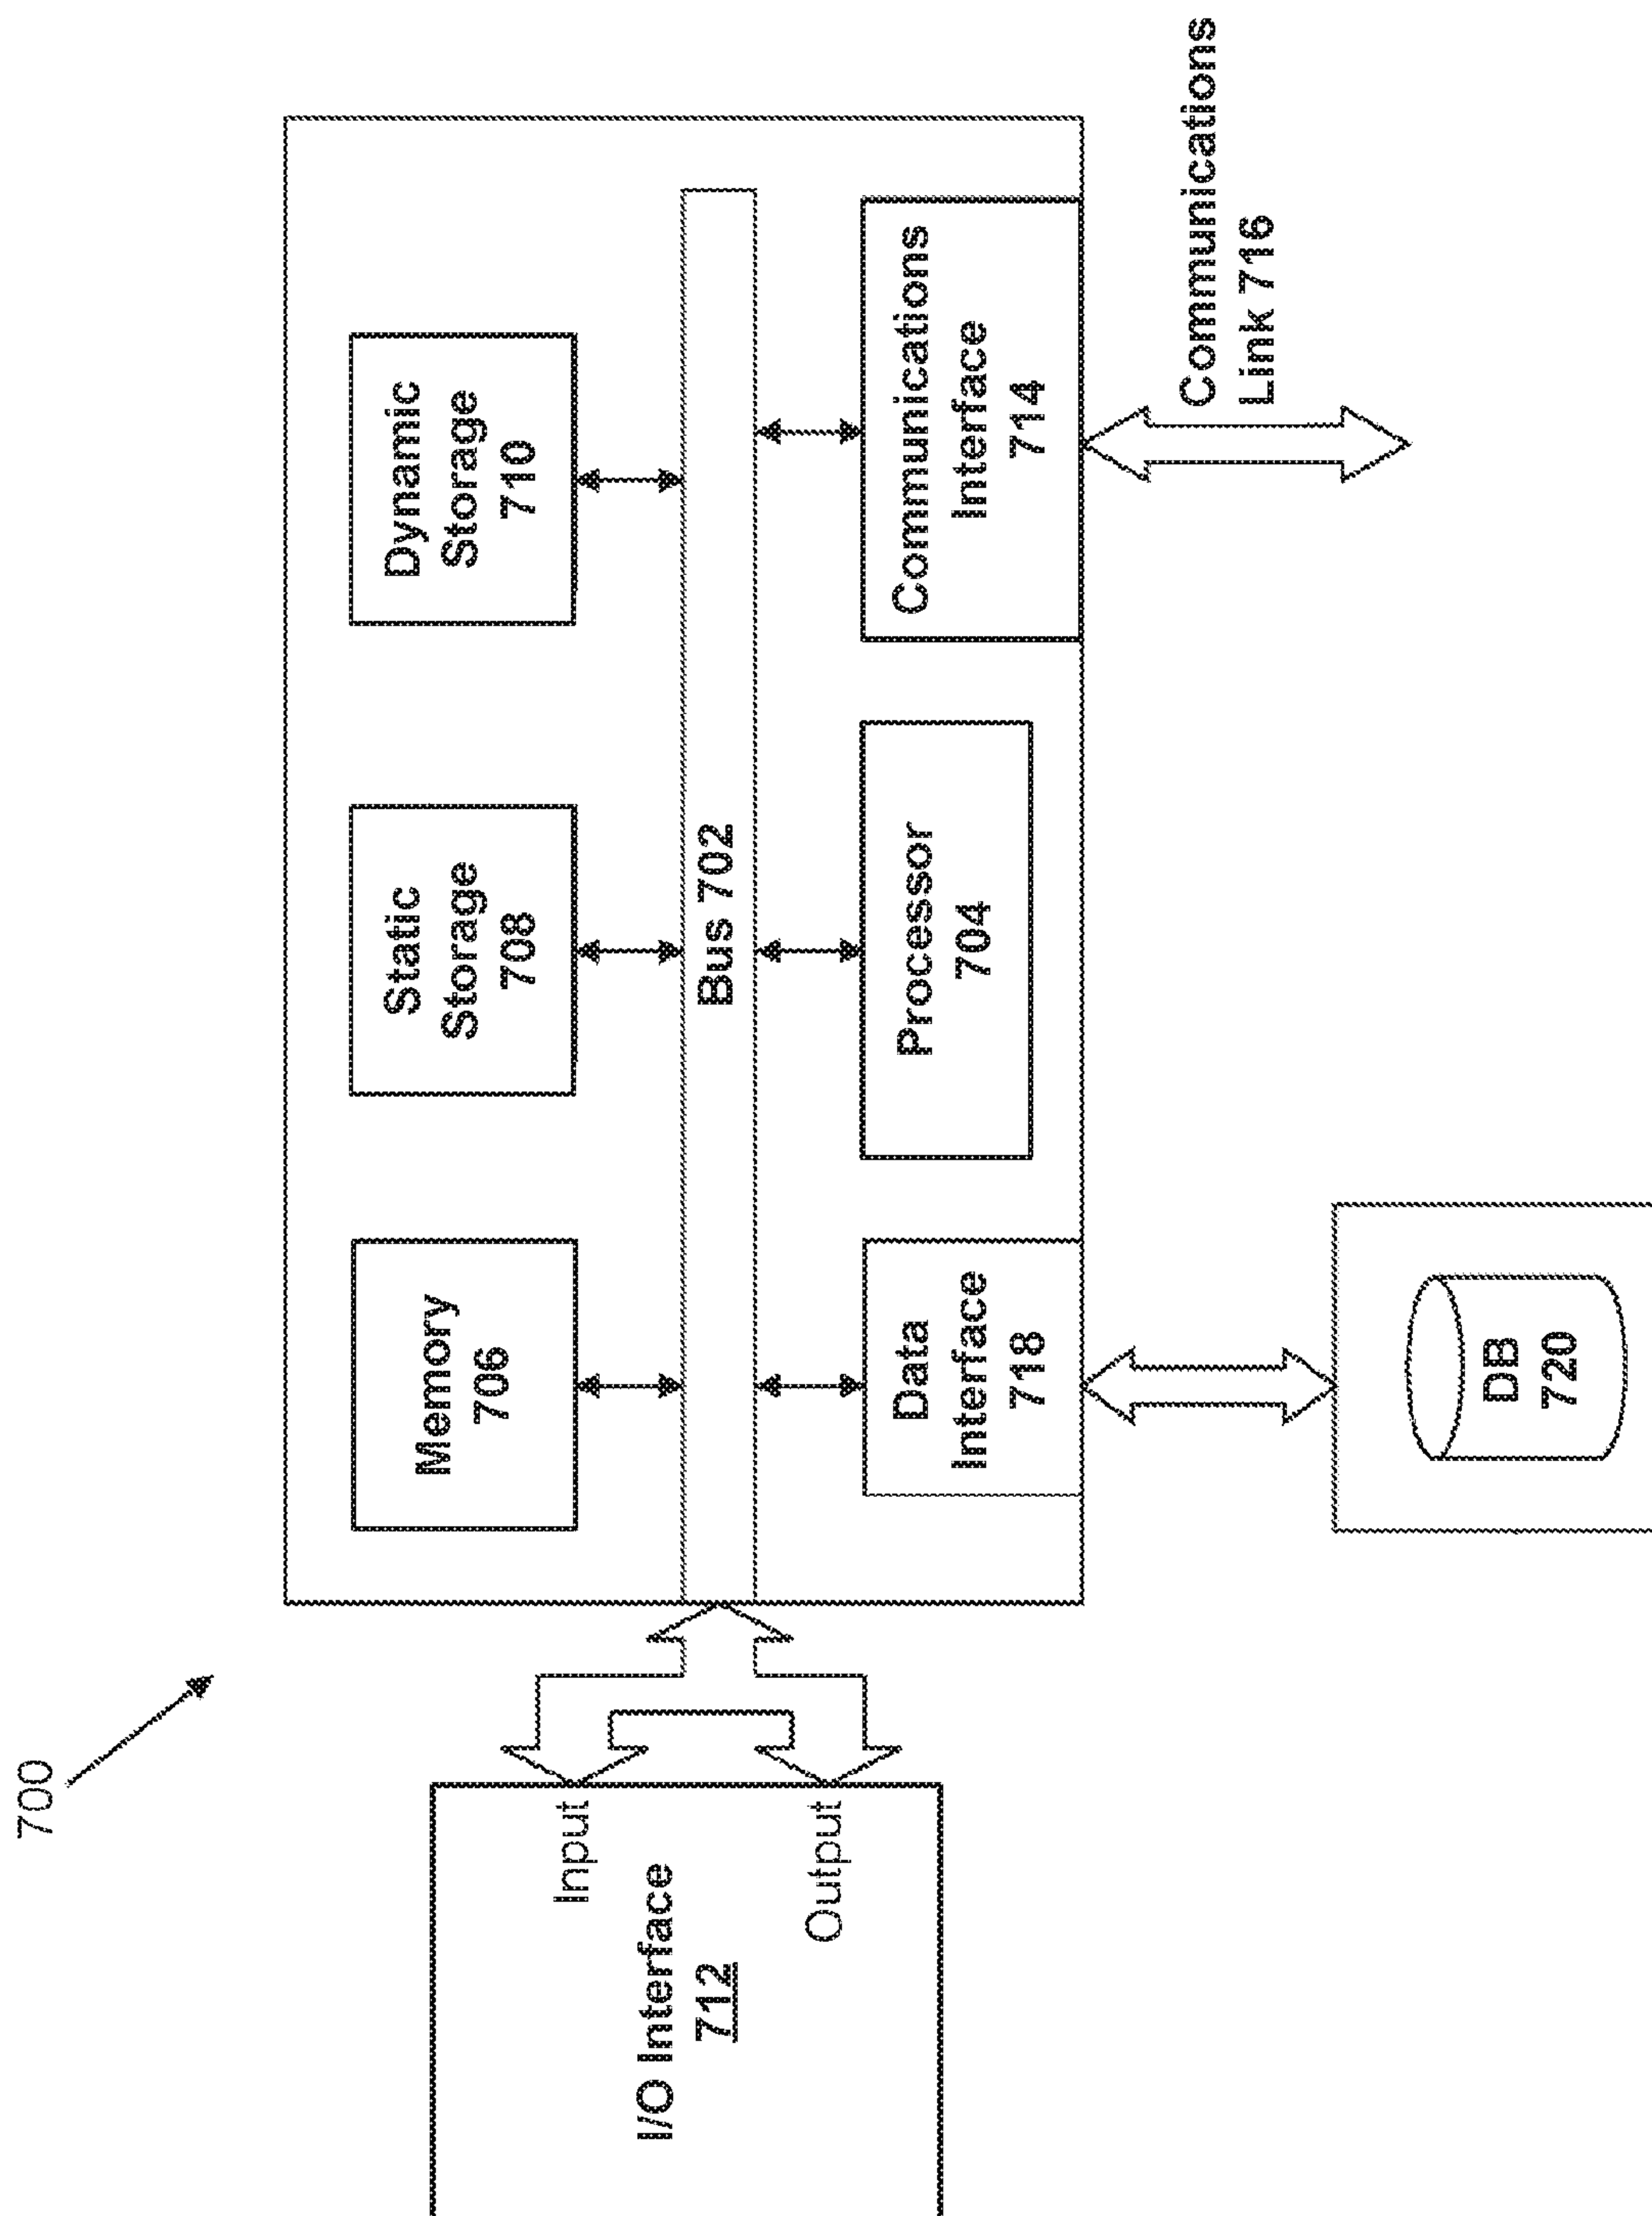 700
Memory
706
Static
Storage
708
Dynamic
Storage
710
I/O Interface
712
Input
Output
Bus 702
Data
Interface
718
Processor
704
Communications
Interface
714
Communications
Link 716
DB
720